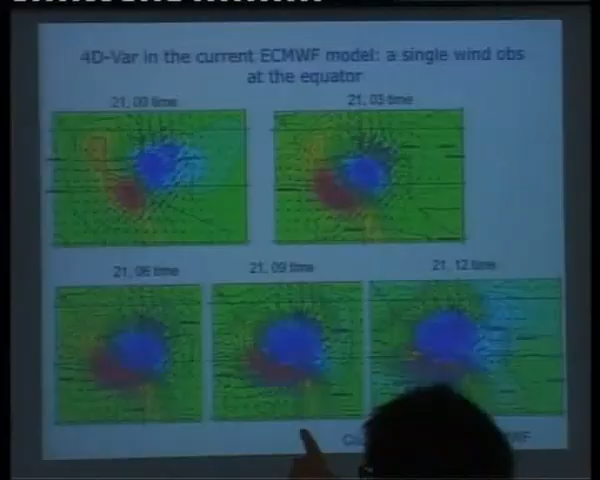 4D-Var in the current ECMWF model: a single wind obs
at the equator
21, 00 time
21, 03 time
21, 06 time
21, 09 time
21, 12 time